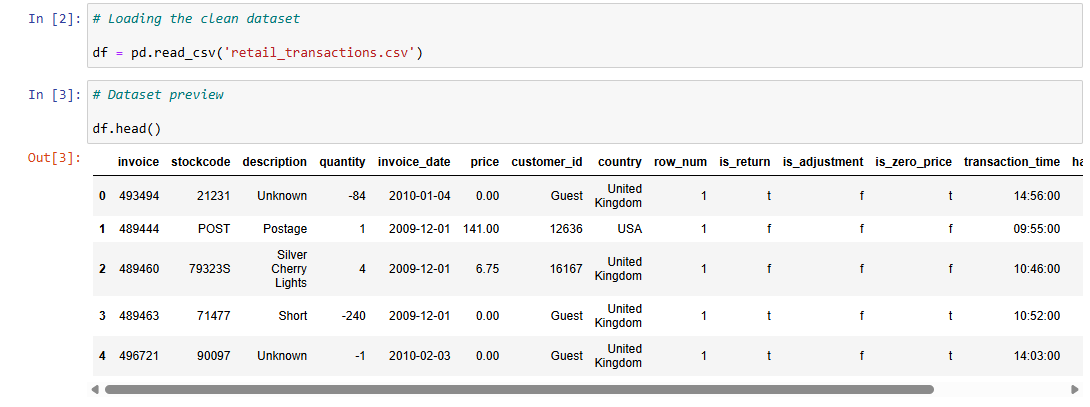 In [2]: # Loading the clean dataset
df = pd.read_csv('retail_transactions.csv')
In [3]: # Dataset preview
df.head()
Out[3]:
invoice stockcode description quantity invoice_date price customer_id country row_num is_return is_adjustment is_zero_price transaction_time ha
0 493494 21231 Unknown -84 2010-01-04 0.00 Guest United Kingdom 1 t f t 14:56:00
1 489444 POST Postage 1 2009-12-01 141.00 12636 USA 1 f f f 09:55:00
2 489460 79323S Silver Cherry Lights 4 2009-12-01 6.75 16167 United Kingdom 1 f f f 10:46:00
3 489463 71477 Short -240 2009-12-01 0.00 Guest United Kingdom 1 t f t 10:52:00
4 496721 90097 Unknown -1 2010-02-03 0.00 Guest United Kingdom 1 t f t 14:03:00